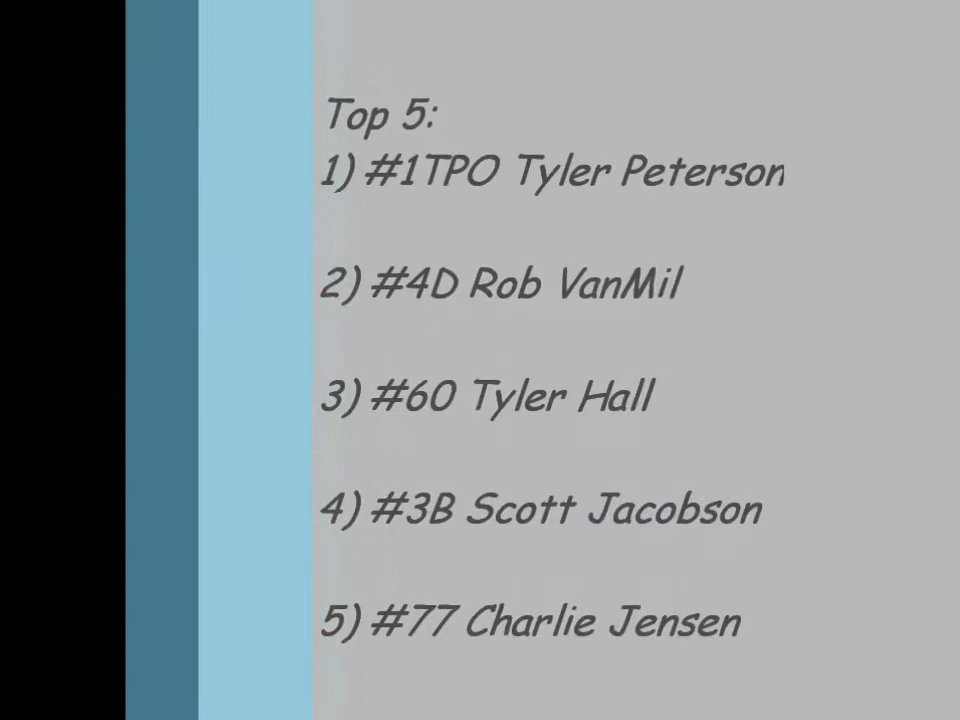 Top 5:
1) #1TPO Tyler Peterson
2) #4D Rob VanMil
3) #60 Tyler Hall
4) #3B Scott Jacobson
5) #77 Charlie Jensen